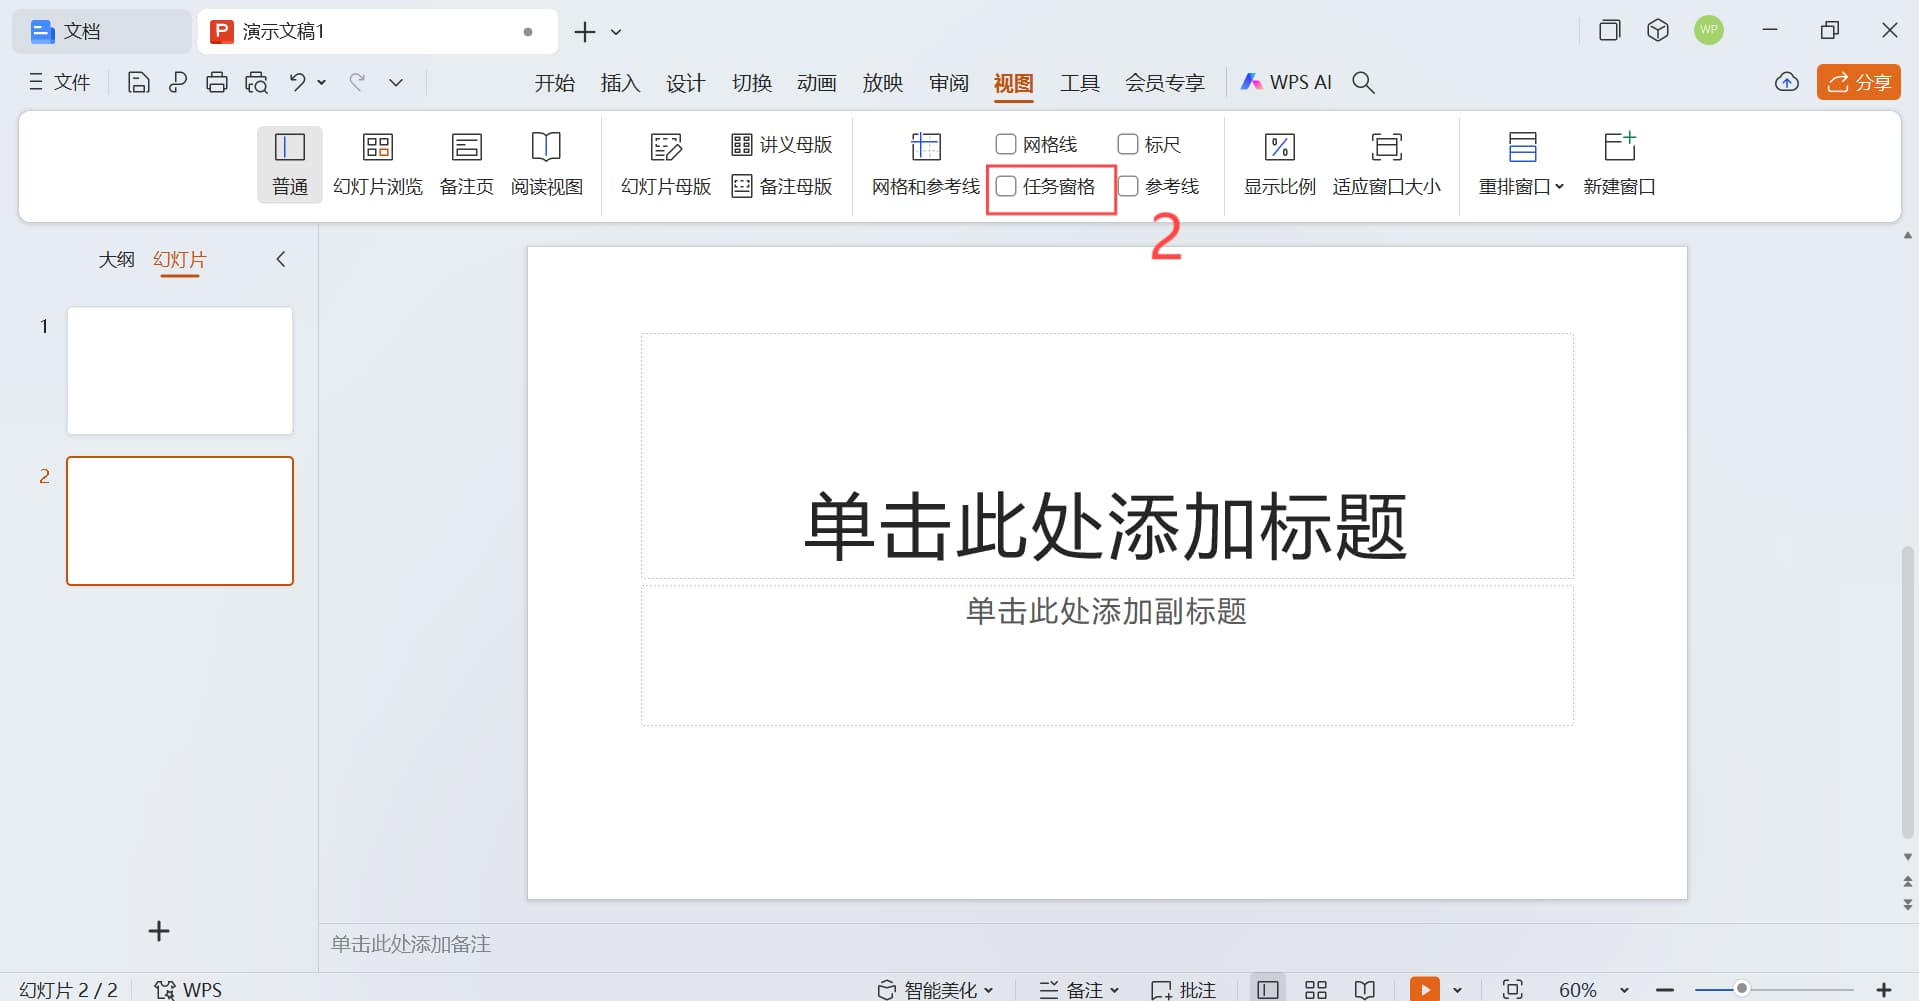 文档
演示文稿1
WP
文件
开始 插入 设计 切换 动画 放映 审阅 视图 工具 会员专享 WPS AI
分享
普通 幻灯片浏览 备注页 阅读视图 幻灯片母版 讲义母版 备注母版 网格和参考线 网格线 任务窗格 标尺 参考线 显示比例 适应窗口大小 重排窗口 新建窗口
2
大纲 幻灯片
1
2
单击此处添加标题
单击此处添加副标题
单击此处添加备注
幻灯片 2 / 2 WPS 智能美化 备注 批注 60%